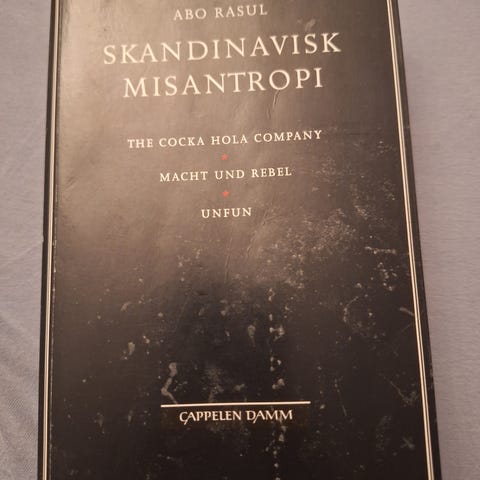 ABO RASUL
SKANDINAVISK
MISANTROPI
THE COCKA HOLA COMPANY
MACHT UND REBEL
UNFUN
CAPPELEN DAMM